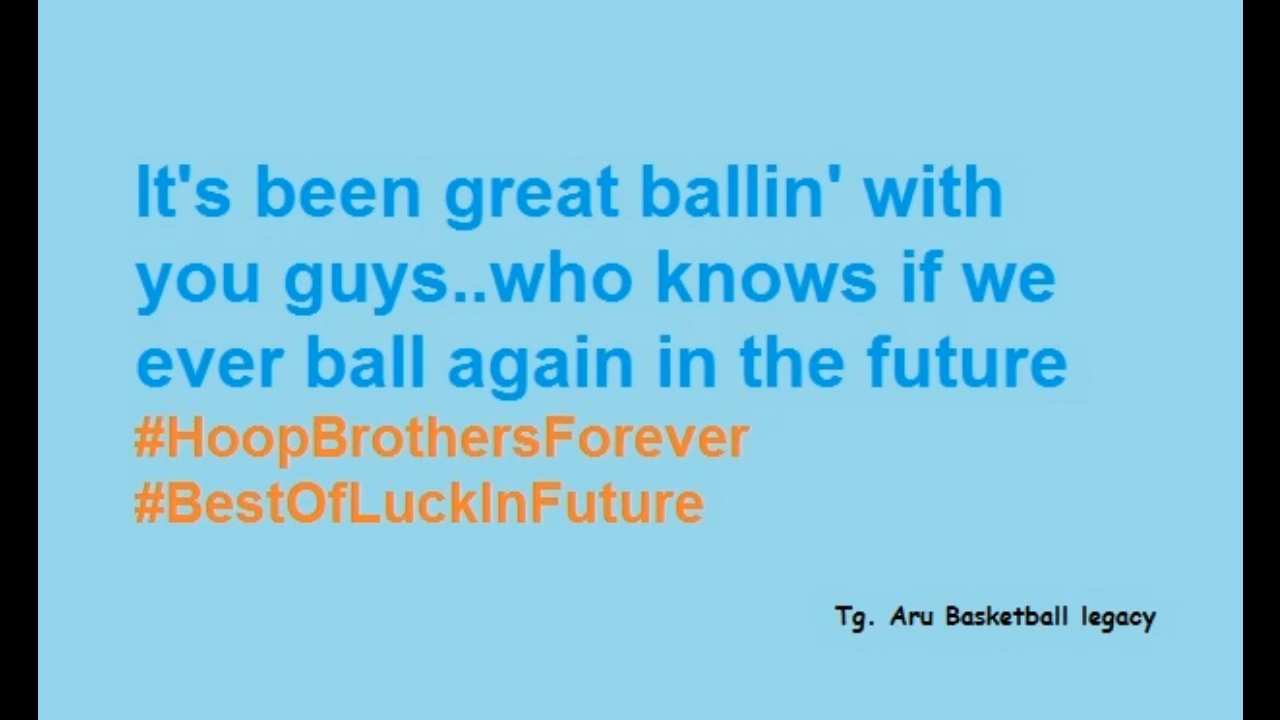 It's been great ballin' with
you guys..who knows if we
ever ball again in the future
#HoopBrothersForever
#BestOfLuckInFuture
Tg. Aru Basketball legacy